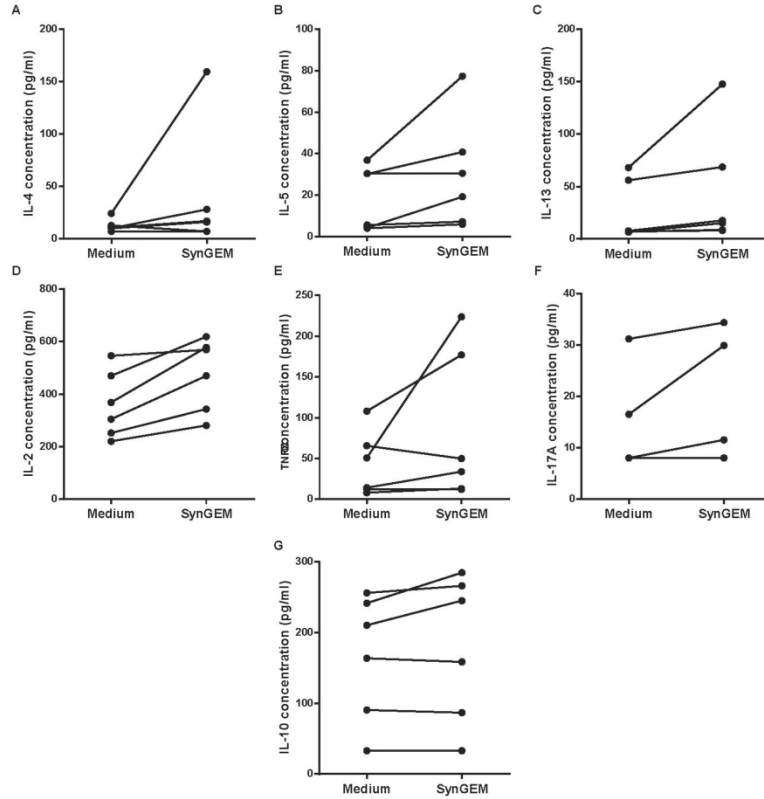 A
IL-4 concentration (pg/ml)
200
150
100
50
0
Medium SynGEM
B
IL-5 concentration (pg/ml)
100
80
60
40
20
0
Medium SynGEM
C
IL-13 concentration (pg/ml)
200
150
100
50
0
Medium SynGEM
D
IL-2 concentration (pg/ml)
800
600
400
200
0
Medium SynGEM
E
TNF concentration (pg/ml)
250
200
150
100
50
0
Medium SynGEM
F
IL-17A concentration (pg/ml)
40
30
20
10
0
Medium SynGEM
G
IL-10 concentration (pg/ml)
300
200
100
0
Medium SynGEM